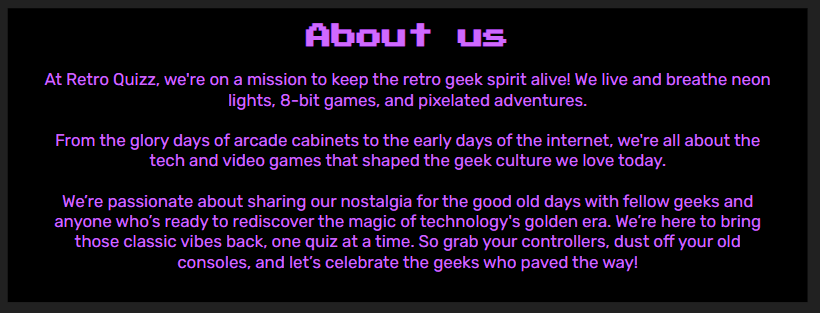 About us
At Retro Quizz, we're on a mission to keep the retro geek spirit alive! We live and breathe neon
lights, 8-bit games, and pixelated adventures.
From the glory days of arcade cabinets to the early days of the internet, we're all about the
tech and video games that shaped the geek culture we love today.
We’re passionate about sharing our nostalgia for the good old days with fellow geeks and
anyone who’s ready to rediscover the magic of technology's golden era. We’re here to bring
those classic vibes back, one quiz at a time. So grab your controllers, dust off your old
consoles, and let’s celebrate the geeks who paved the way!